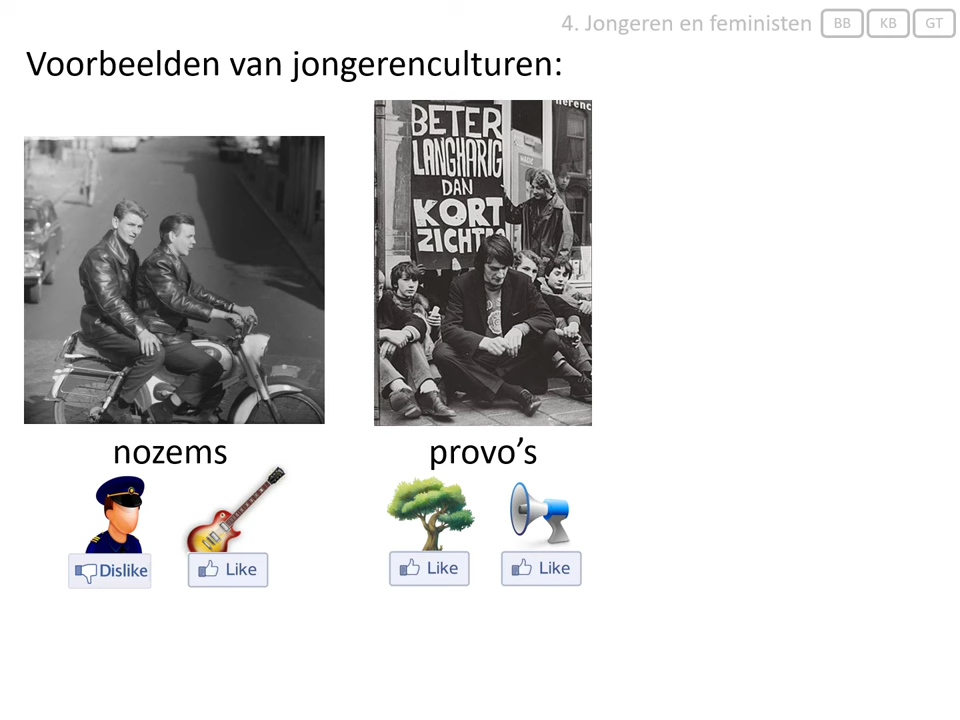 4. Jongeren en feministen BB KB GT
Voorbeelden van jongerenculturen:
BETER
LANGHARIG
DAN
KORT
ZICHT
nozems
provo's
Dislike
Like
Like
Like